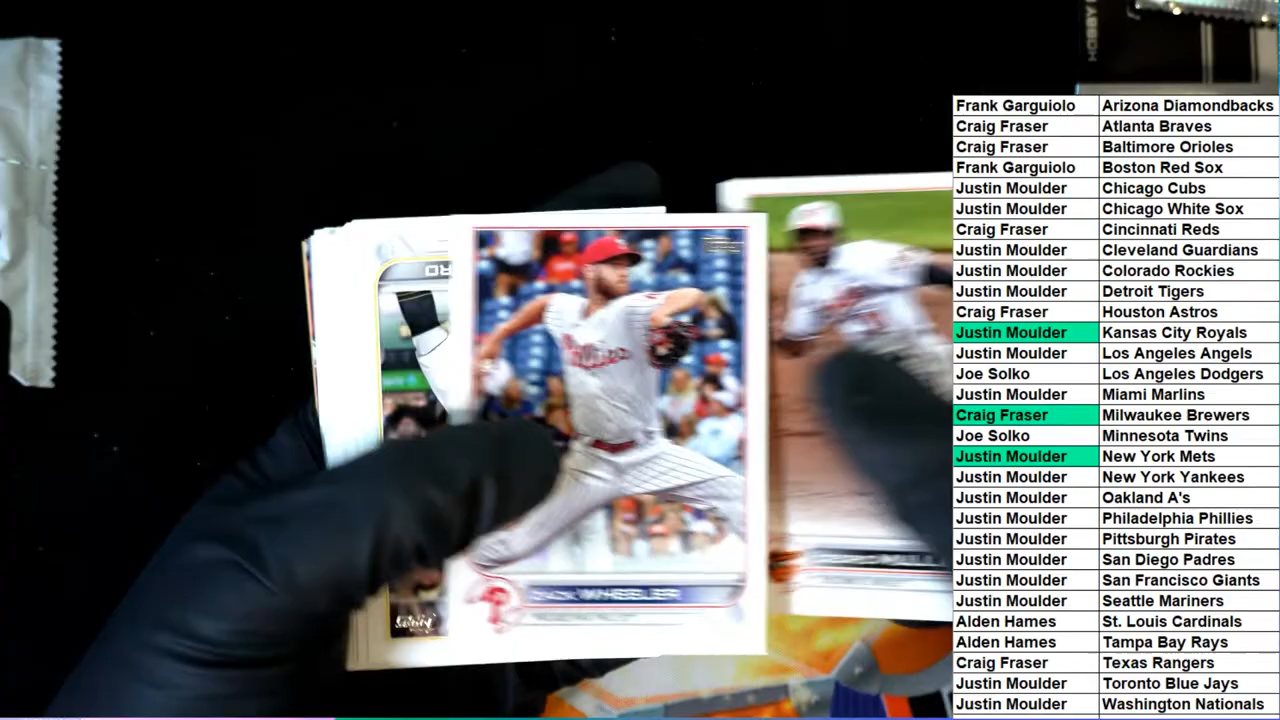 HOBBY
Topps
WHEELER
Frank Garguiolo Arizona Diamondbacks
Craig Fraser Atlanta Braves
Craig Fraser Baltimore Orioles
Frank Garguiolo Boston Red Sox
Justin Moulder Chicago Cubs
Justin Moulder Chicago White Sox
Craig Fraser Cincinnati Reds
Justin Moulder Cleveland Guardians
Justin Moulder Colorado Rockies
Justin Moulder Detroit Tigers
Craig Fraser Houston Astros
Justin Moulder Kansas City Royals
Justin Moulder Los Angeles Angels
Joe Solko Los Angeles Dodgers
Justin Moulder Miami Marlins
Craig Fraser Milwaukee Brewers
Joe Solko Minnesota Twins
Justin Moulder New York Mets
Justin Moulder New York Yankees
Justin Moulder Oakland A's
Justin Moulder Philadelphia Phillies
Justin Moulder Pittsburgh Pirates
Justin Moulder San Diego Padres
Justin Moulder San Francisco Giants
Justin Moulder Seattle Mariners
Alden Hames St. Louis Cardinals
Alden Hames Tampa Bay Rays
Craig Fraser Texas Rangers
Justin Moulder Toronto Blue Jays
Justin Moulder Washington Nationals